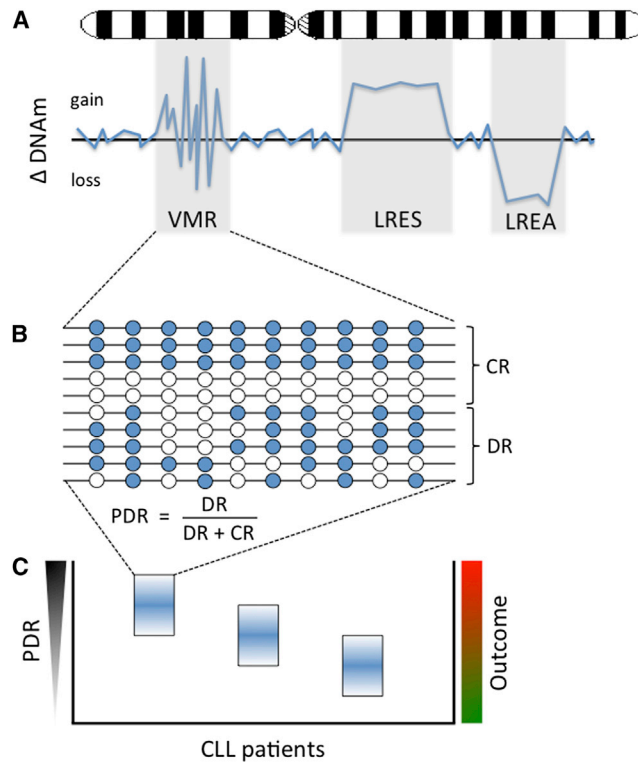 A
gain
Δ DNAm
loss
VMR
LRES
LREA
B
CR
DR
PDR = DR / DR + CR
C
PDR
Outcome
CLL patients